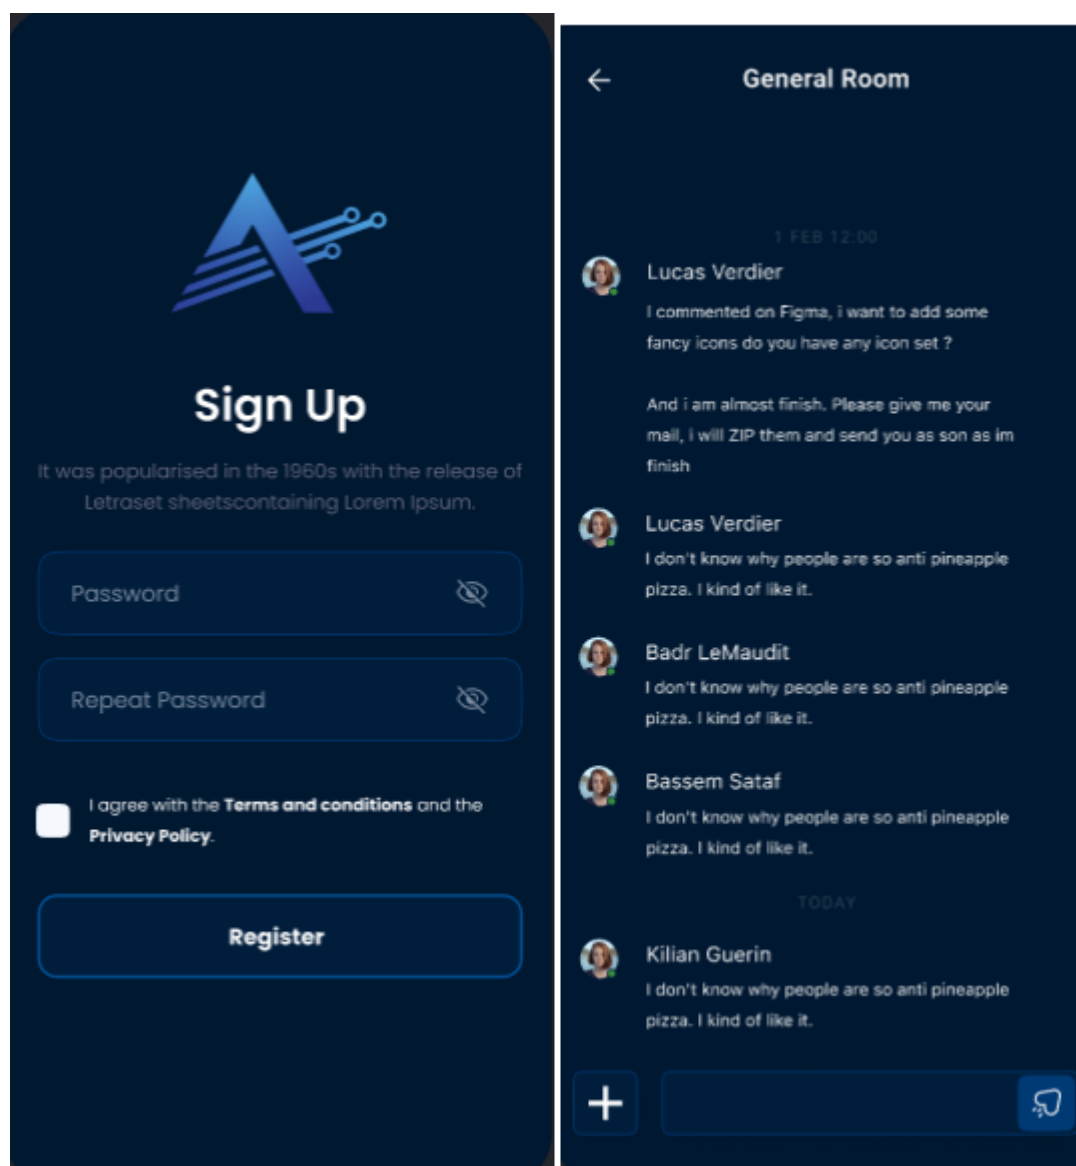 Sign Up
It was popularised in the 1960s with the release of
Letraset sheetscontaining Lorem Ipsum.
Password
Repeat Password
I agree with the Terms and conditions and the
Privacy Policy.
Register
General Room
1 FEB 12:00
Lucas Verdier
I commented on Figma, i want to add some
fancy icons do you have any icon set ?
And i am almost finish. Please give me your
mail, i will ZIP them and send you as son as im
finish
Lucas Verdier
I don't know why people are so anti pineapple
pizza. I kind of like it.
Badr LeMaudit
I don't know why people are so anti pineapple
pizza. I kind of like it.
Bassem Sataf
I don't know why people are so anti pineapple
pizza. I kind of like it.
TODAY
Kilian Guerin
I don't know why people are so anti pineapple
pizza. I kind of like it.